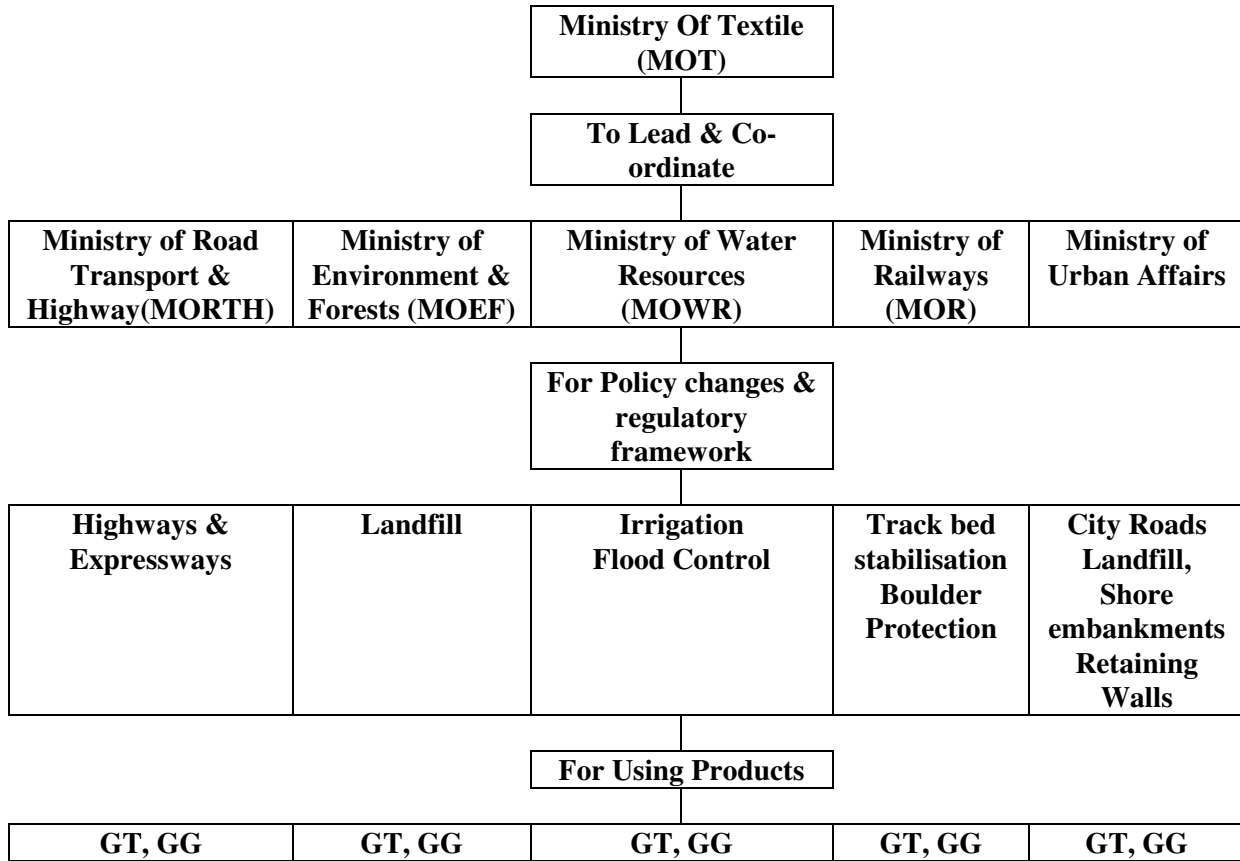 Ministry Of Textile
(MOT)
To Lead & Co-
ordinate
Ministry of Road
Transport &
Highway(MORTH)
Ministry of
Environment &
Forests (MOEF)
Ministry of Water
Resources
(MOWR)
Ministry of
Railways
(MOR)
Ministry of
Urban Affairs
For Policy changes &
regulatory
framework
Highways &
Expressways
Landfill
Irrigation
Flood Control
Track bed
stabilisation
Boulder
Protection
City Roads
Landfill,
Shore
embankments
Retaining
Walls
For Using Products
GT, GG
GT, GG
GT, GG
GT, GG
GT, GG